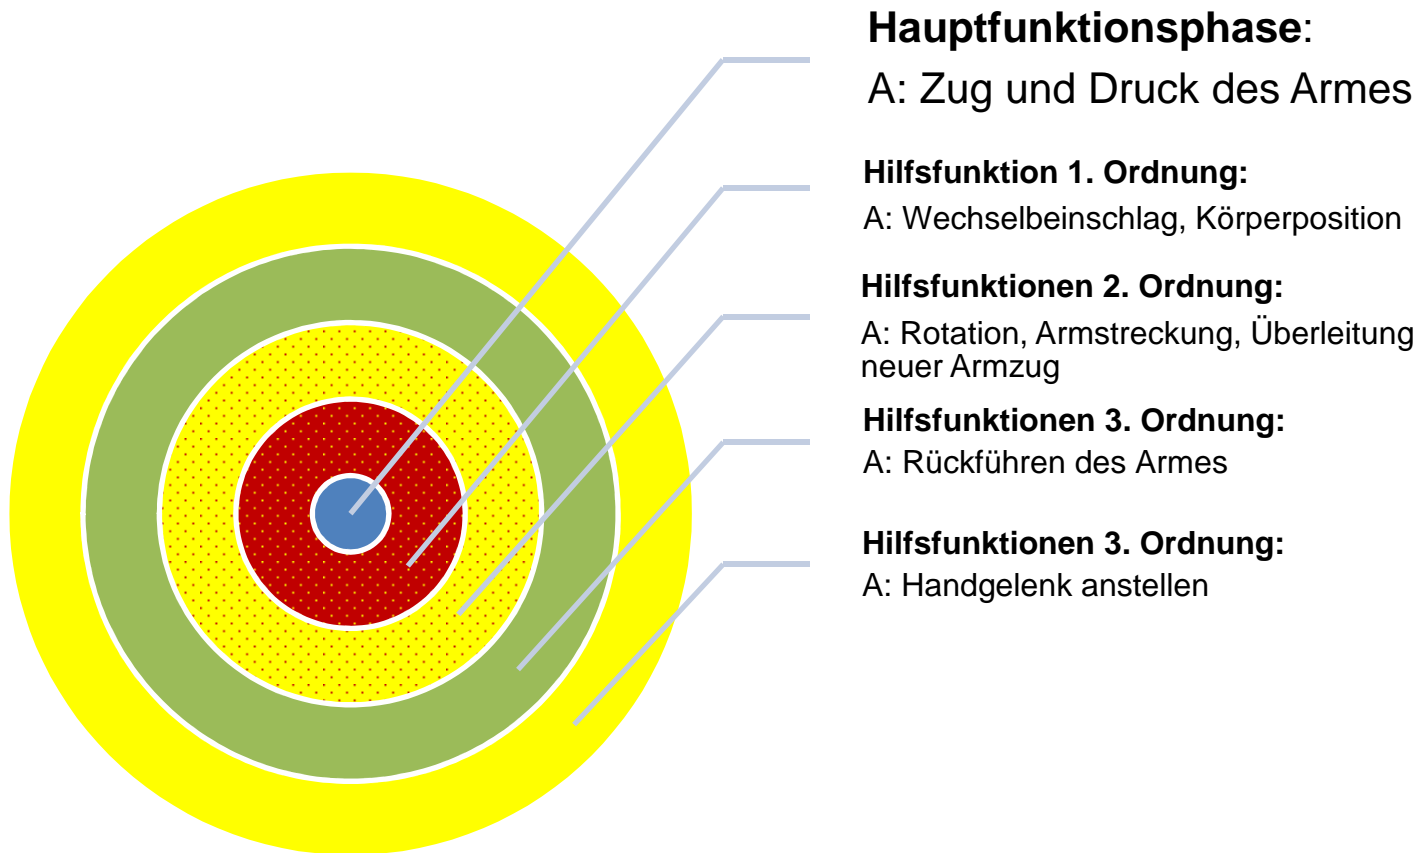 Hauptfunktionsphase:
A: Zug und Druck des Armes
Hilfsfunktion 1. Ordnung:
A: Wechselbeinschlag, Körperposition
Hilfsfunktionen 2. Ordnung:
A: Rotation, Armstreckung, Überleitung
neuer Armzug
Hilfsfunktionen 3. Ordnung:
A: Rückführen des Armes
Hilfsfunktionen 3. Ordnung:
A: Handgelenk anstellen